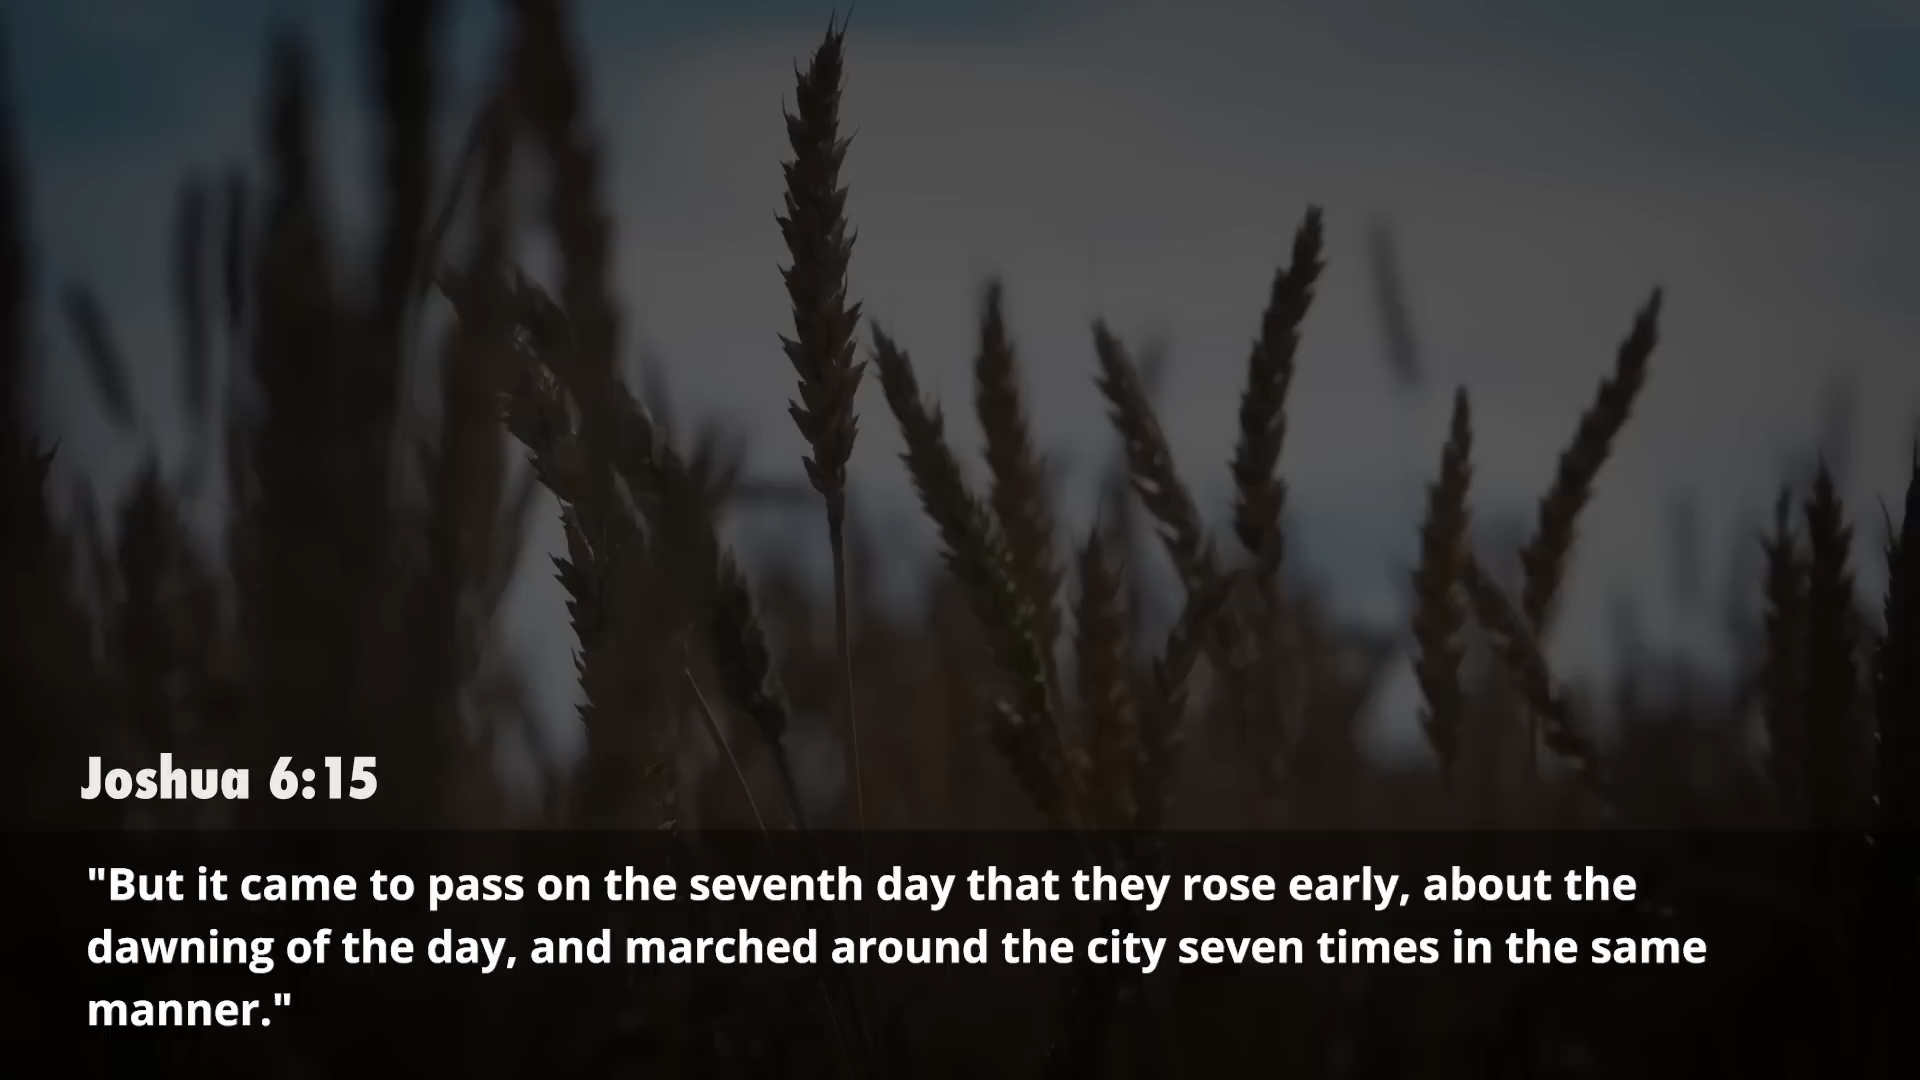 Joshua 6:15
"But it came to pass on the seventh day that they rose early, about the
dawning of the day, and marched around the city seven times in the same
manner."